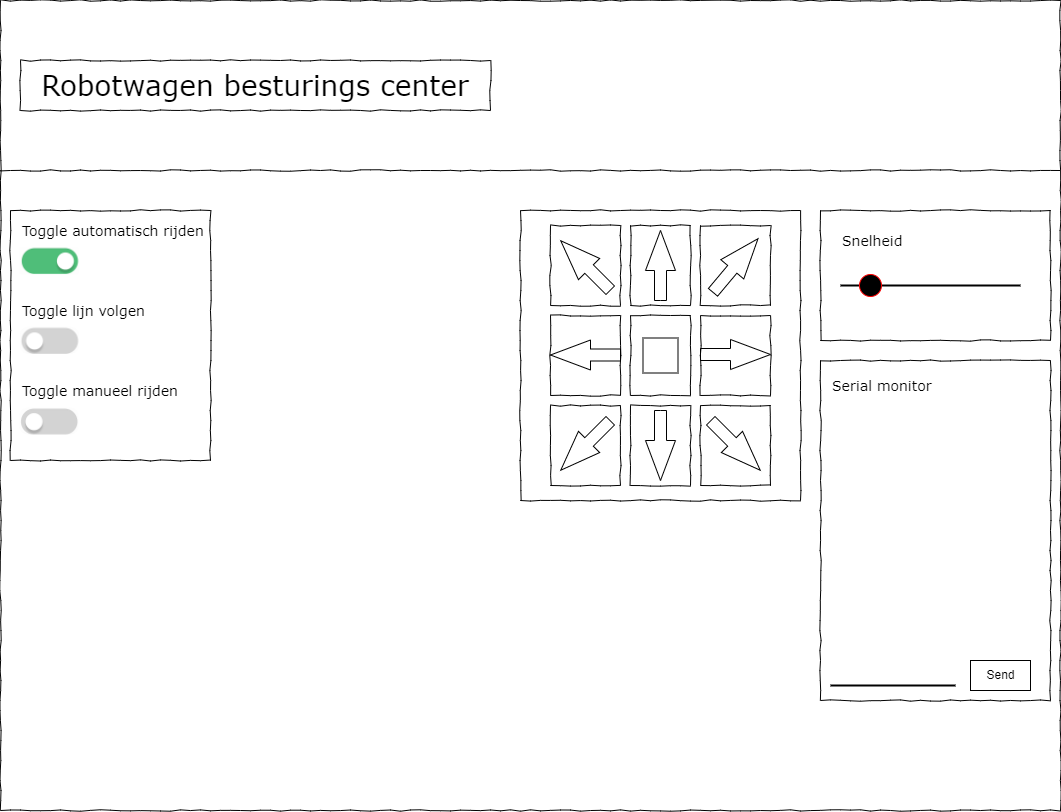 Robotwagen besturings center
Toggle automatisch rijden
Toggle lijn volgen
Toggle manueel rijden
Snelheid
Serial monitor
Send